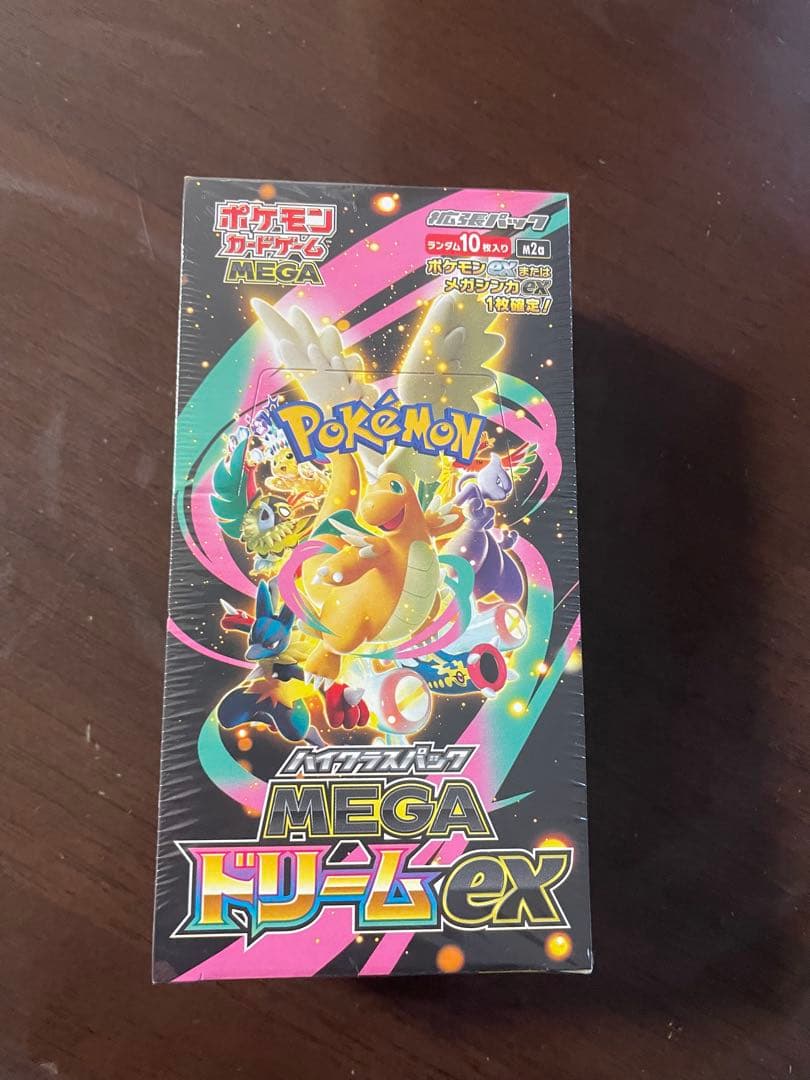 ポケモン
カードゲーム
MEGA
拡張パック
ランダム10枚入り M2a
ポケモンexまたは
メガシンカex
1枚確定!
POKéMON
ハイクラスパック
MEGA
ドリームex